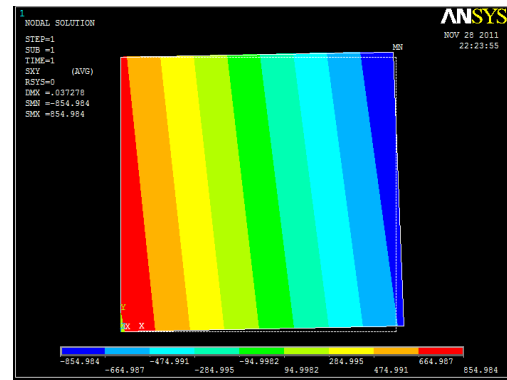 1
NODAL SOLUTION
STEP=1
SUB =1
TIME=1
SXY (AVG)
RSYS=0
DMX =.037278
SMN =-854.984
SMX =854.984
ANSYS
NOV 28 2011
22:23:55
MN
Y
MX X
-854.984 -474.991 -94.9982 284.995 664.987
-664.987 -284.995 94.9982 474.991 854.984